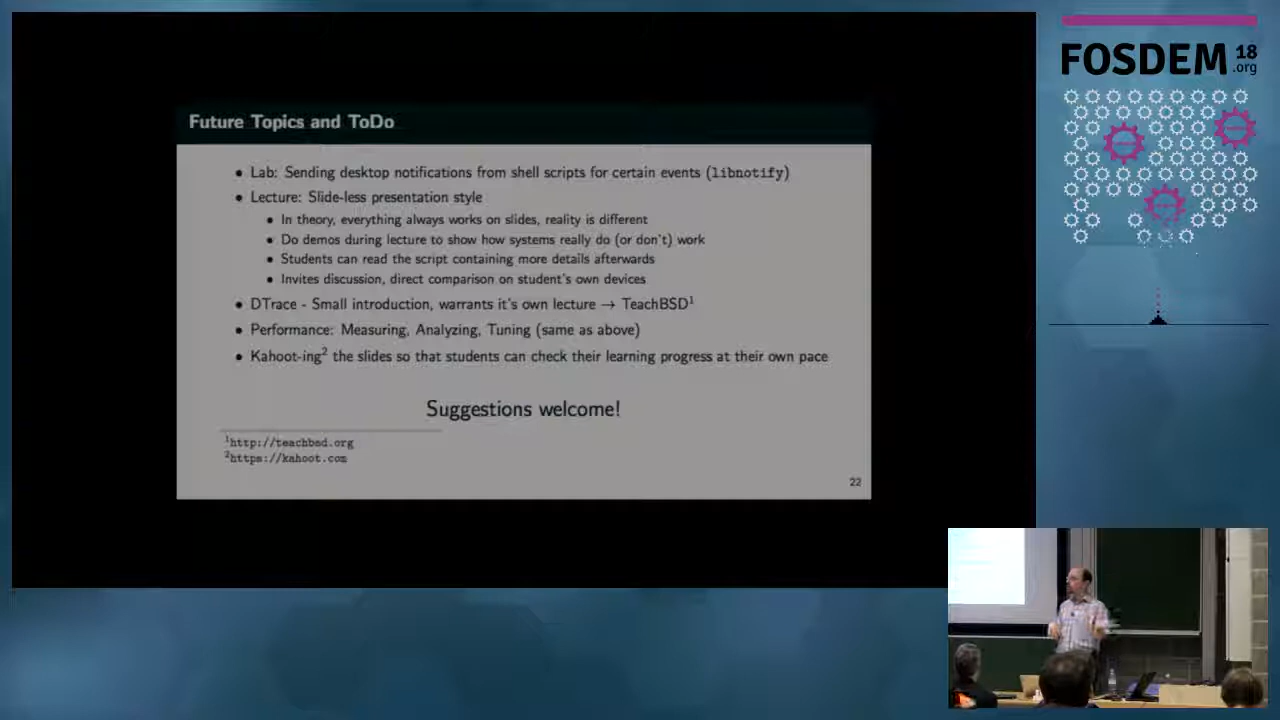 FOSDEM 18 .org
Future Topics and ToDo
• Lab: Sending desktop notifications from shell scripts for certain events (libnotify)
• Lecture: Slide-less presentation style
• In theory, everything always works on slides, reality is different
• Do demos during lecture to show how systems really do (or don't) work
• Students can read the script containing more details afterwards
• Invites discussion, direct comparison on student's own devices
• DTrace - Small introduction, warrants it's own lecture → TeachBSD1
• Performance: Measuring, Analyzing, Tuning (same as above)
• Kahoot-ing2 the slides so that students can check their learning progress at their own pace
Suggestions welcome!
1http://teachbsd.org
2https://kahoot.com
22